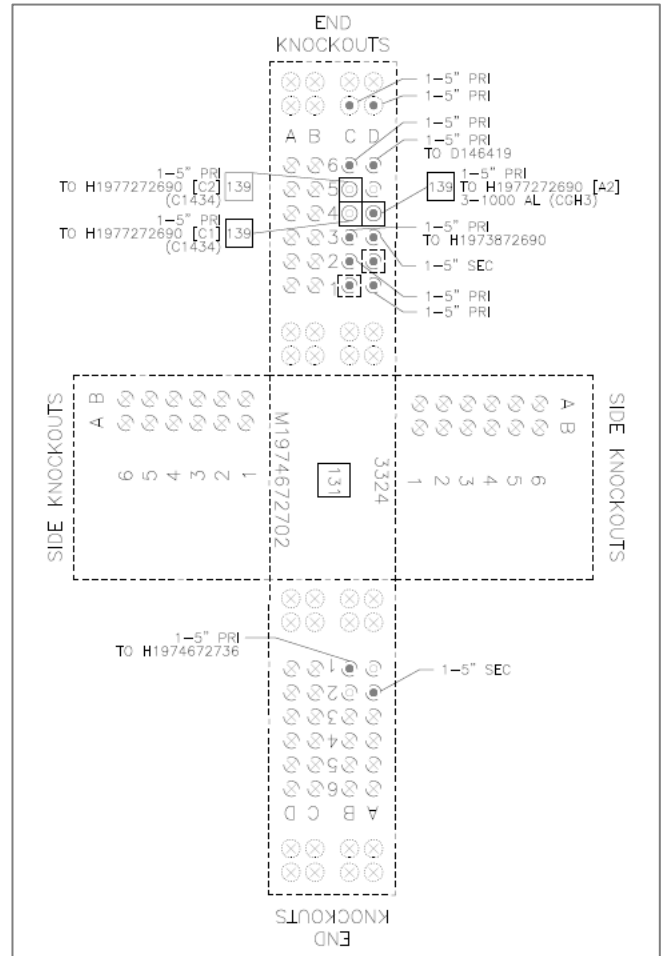 END
KNOCKOUTS
1-5" PRI
1-5" PRI
A B C D
1-5" PRI
1-5" PRI
TO D146419
6
1-5" PRI
TO H1977272690 [C2]
(C1434)
139
5
139
1-5" PRI
TO H1977272690 [A2]
3-1000 AL (CGH3)
4
1-5" PRI
TO H1977272690 [C1]
(C1434)
139
3
1-5" PRI
TO H1973872690
2
1-5" SEC
1
1-5" PRI
1-5" PRI
SIDE KNOCKOUTS
B
A
6 5 4 3 2 1
M1974672702
131
3324
A
B
1 2 3 4 5 6
SIDE KNOCKOUTS
1-5" PRI
TO H1974672736
1
1-5" SEC
2
3
4
5
6
D C B A
KNOCKOUTS
END